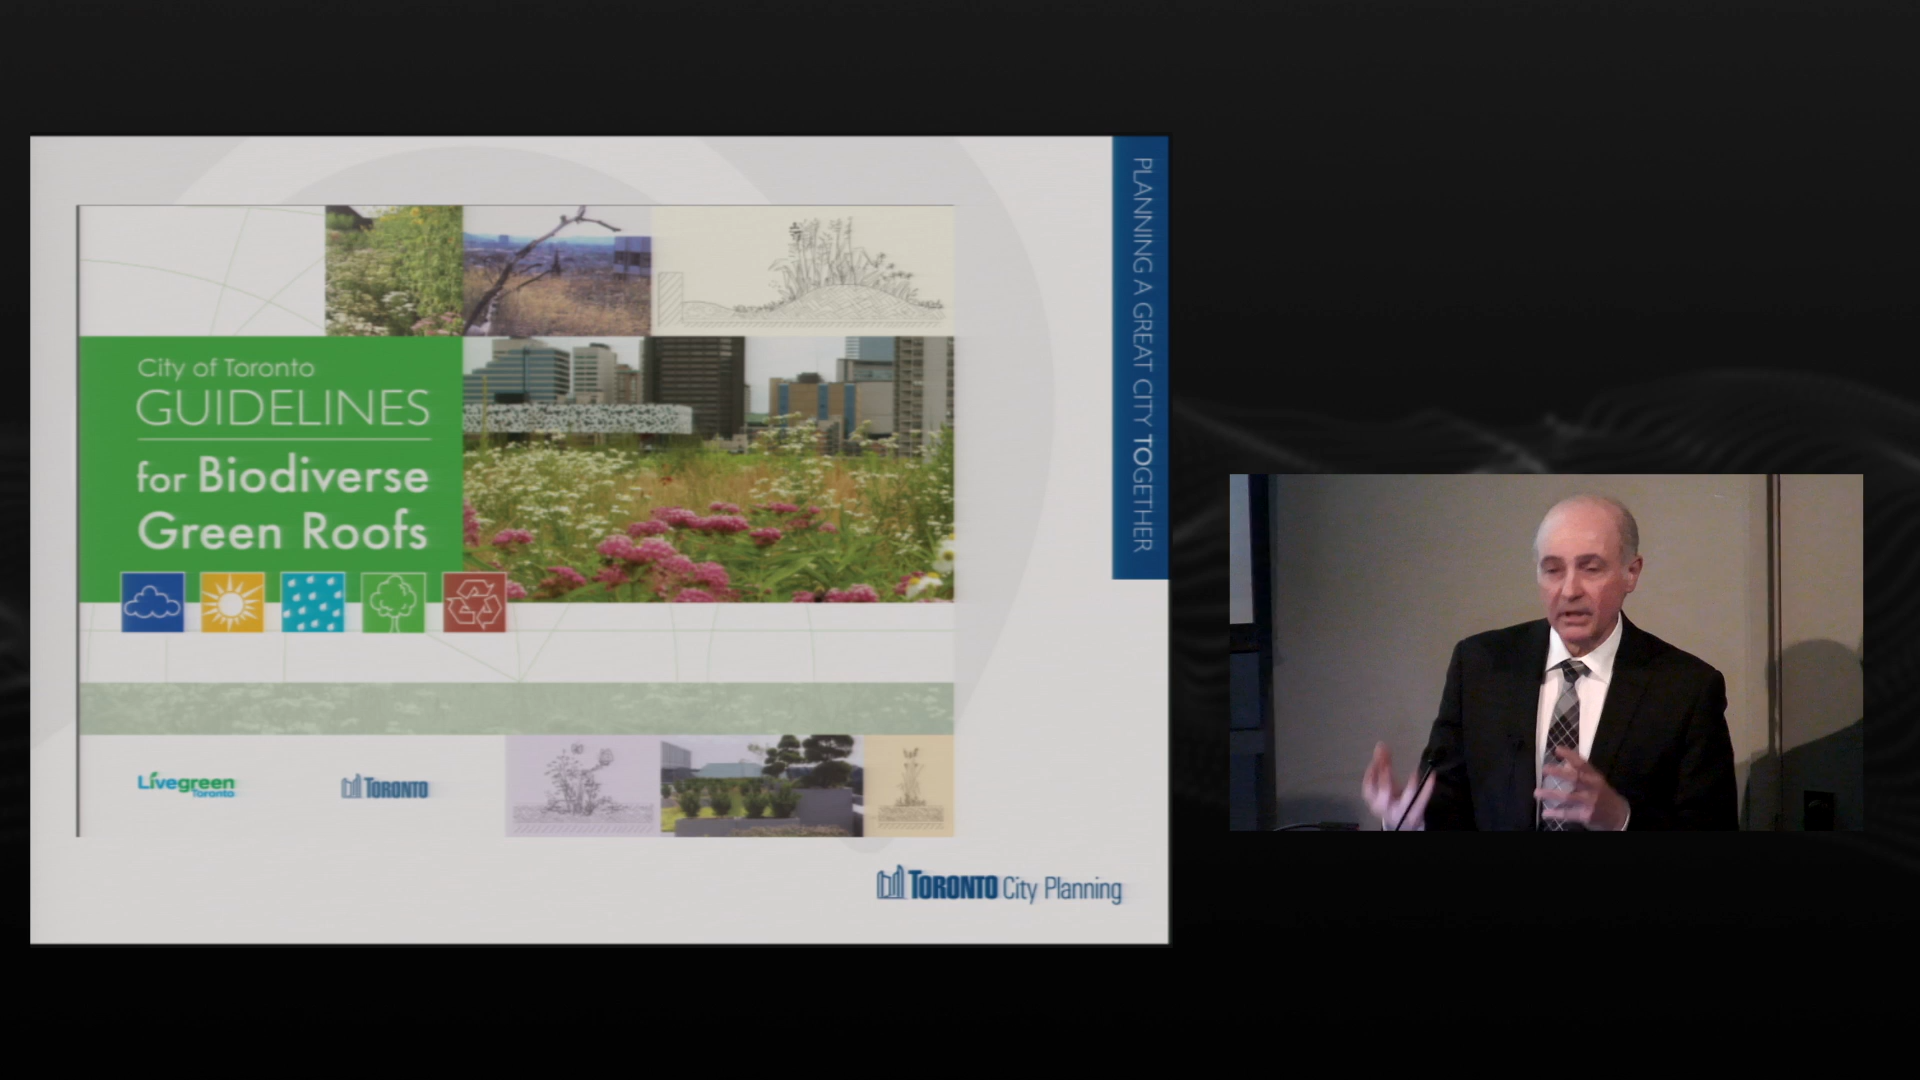 City of Toronto
GUIDELINES
for Biodiverse
Green Roofs
Livegreen
Toronto
TORONTO
TORONTO City Planning
PLANNING A GREAT CITY TOGETHER